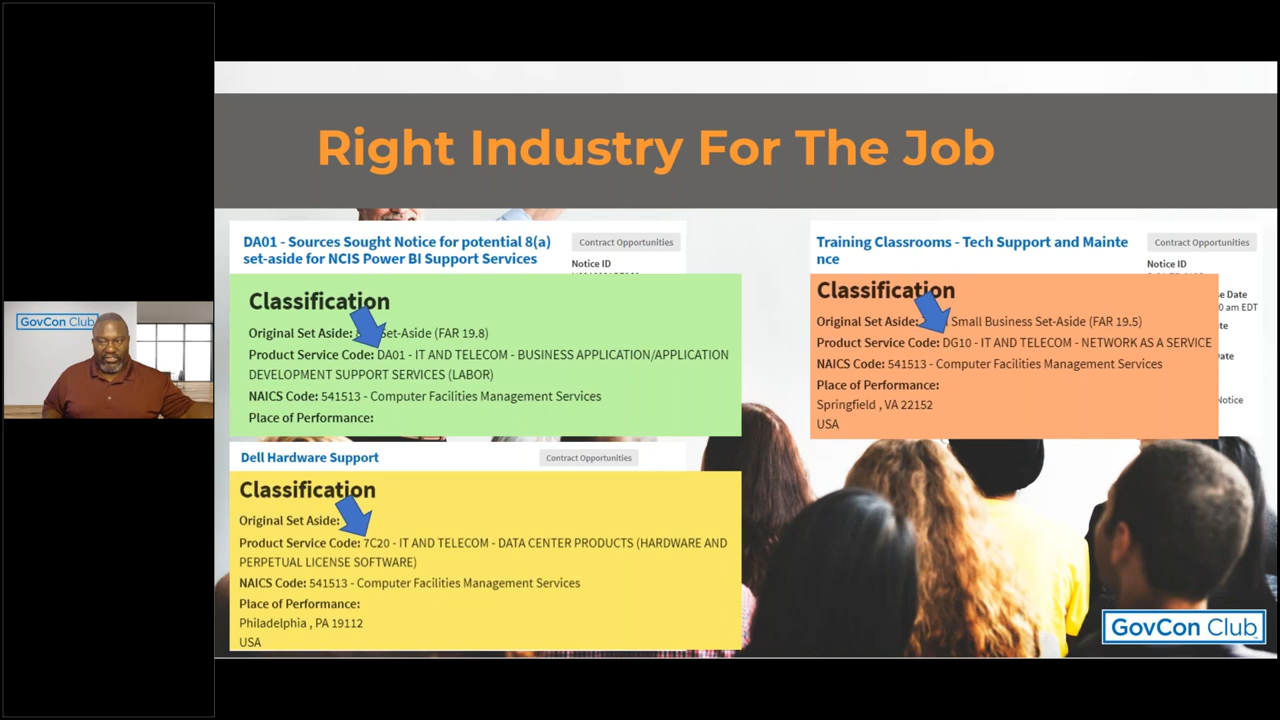 Right Industry For The Job
DA01 - Sources Sought Notice for potential 8(a)
set-aside for NCIS Power BI Support Services
Contract Opportunities
Notice ID
Classification
Original Set Aside: Set-Aside (FAR 19.8)
Product Service Code: DA01 - IT AND TELECOM - BUSINESS APPLICATION/APPLICATION
DEVELOPMENT SUPPORT SERVICES (LABOR)
NAICS Code: 541513 - Computer Facilities Management Services
Place of Performance:
Training Classrooms - Tech Support and Mainte
nce
Contract Opportunities
Notice ID
Classification
Original Set Aside: Small Business Set-Aside (FAR 19.5)
Product Service Code: DG10 - IT AND TELECOM - NETWORK AS A SERVICE
NAICS Code: 541513 - Computer Facilities Management Services
Place of Performance:
Springfield , VA 22152
USA
Date
am EDT
Notice
Dell Hardware Support
Contract Opportunities
Classification
Original Set Aside:
Product Service Code: 7C20 - IT AND TELECOM - DATA CENTER PRODUCTS (HARDWARE AND
PERPETUAL LICENSE SOFTWARE)
NAICS Code: 541513 - Computer Facilities Management Services
Place of Performance:
Philadelphia , PA 19112
USA
GovCon Club
GovCon Club